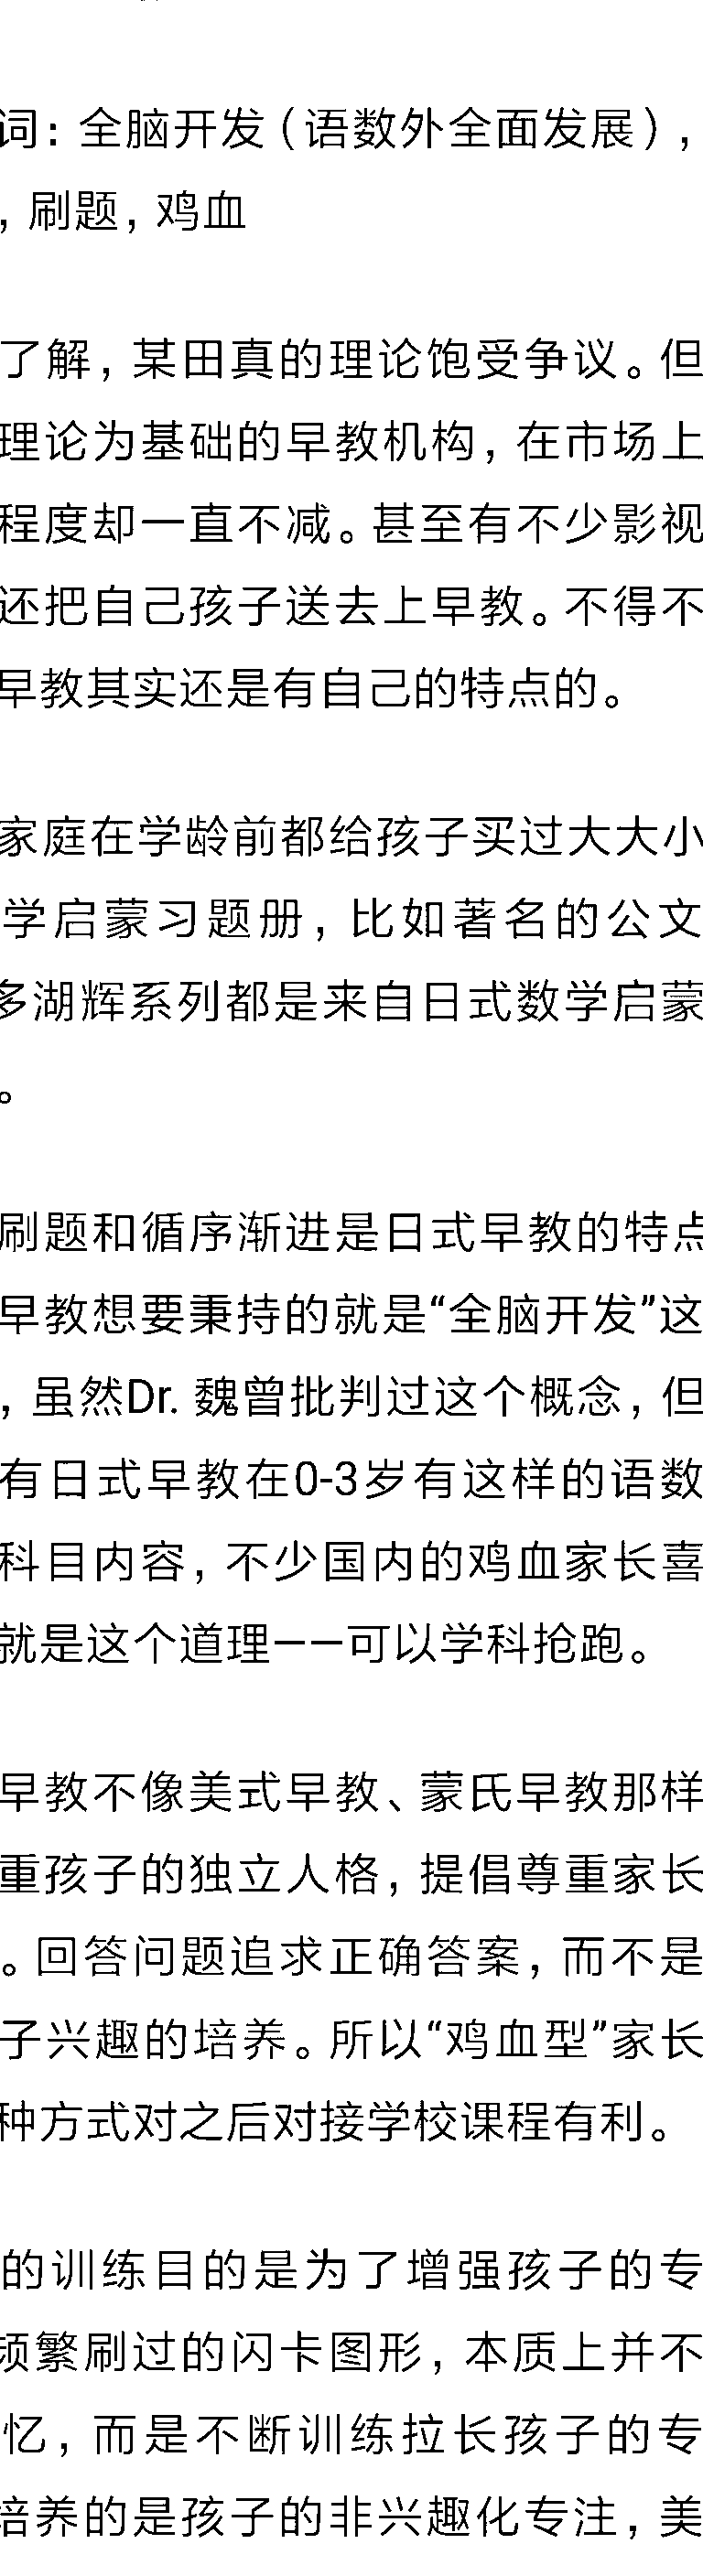 词：全脑开发（语数外全面发展），
，刷题，鸡血
了解，某田真的理论饱受争议。但
理论为基础的早教机构，在市场上
程度却一直不减。甚至有不少影视
还把自己孩子送去上早教。不得不
早教其实还是有自己的特点的。
家庭在学龄前都给孩子买过大大小
学启蒙习题册，比如著名的公文
多湖辉系列都是来自日式数学启蒙
。
刷题和循序渐进是日式早教的特点
早教想要秉持的就是“全脑开发”这
，虽然Dr. 魏曾批判过这个概念，但
有日式早教在0-3岁有这样的语数
科目内容，不少国内的鸡血家长喜
就是这个道理——可以学科抢跑。
早教不像美式早教、蒙氏早教那样
重孩子的独立人格，提倡尊重家长
。回答问题追求正确答案，而不是
子兴趣的培养。所以“鸡血型”家长
种方式对之后对接学校课程有利。
的训练目的是为了增强孩子的专
频繁刷过的闪卡图形，本质上并不
忆，而是不断训练拉长孩子的专
培养的是孩子的非兴趣化专注，美